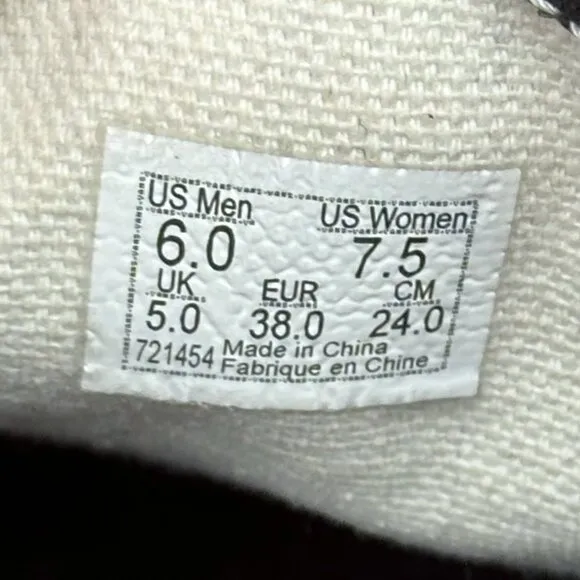 US Men US Women
6.0 7.5
UK EUR CM
5.0 38.0 24.0
721454 Made in China
Fabrique en Chine